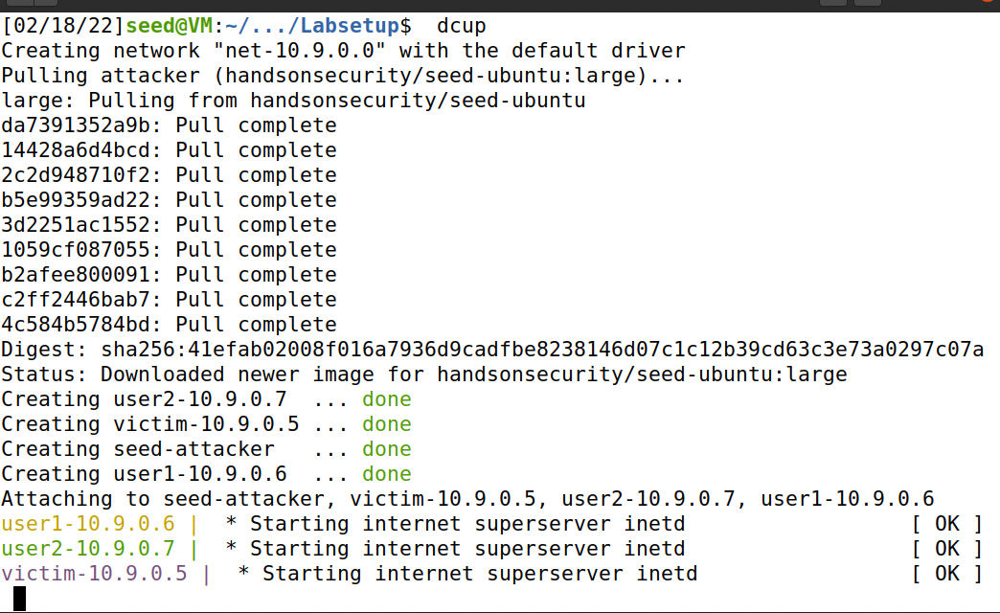 [02/18/22]seed@VM:~/.../Labsetup$  dcup
Creating network "net-10.9.0.0" with the default driver
Pulling attacker (handsonsecurity/seed-ubuntu:large)...
large: Pulling from handsonsecurity/seed-ubuntu
da7391352a9b: Pull complete
14428a6d4bcd: Pull complete
2c2d948710f2: Pull complete
b5e99359ad22: Pull complete
3d2251ac1552: Pull complete
1059cf087055: Pull complete
b2afee800091: Pull complete
c2ff2446bab7: Pull complete
4c584b5784bd: Pull complete
Digest: sha256:41efab02008f016a7936d9cadfbe8238146d07c1c12b39cd63c3e73a0297c07a
Status: Downloaded newer image for handsonsecurity/seed-ubuntu:large
Creating user2-10.9.0.7  ... done
Creating victim-10.9.0.5 ... done
Creating seed-attacker   ... done
Creating user1-10.9.0.6  ... done
Attaching to seed-attacker, victim-10.9.0.5, user2-10.9.0.7, user1-10.9.0.6
user1-10.9.0.6 |  * Starting internet superserver inetd                  [ OK ]
user2-10.9.0.7 |  * Starting internet superserver inetd                  [ OK ]
victim-10.9.0.5 |  * Starting internet superserver inetd                 [ OK ]